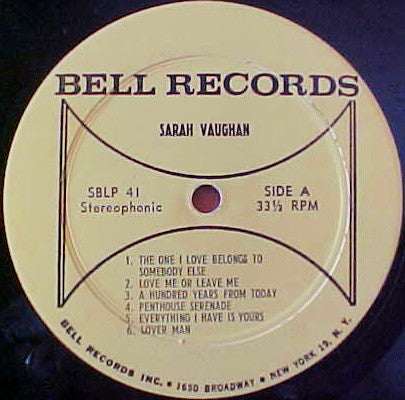 BELL RECORDS
SARAH VAUGHAN
SBLP 41
Stereophonic
SIDE A
33⅓ RPM
1. THE ONE I LOVE BELONGS TO
SOMEBODY ELSE
2. LOVE ME OR LEAVE ME
3. A HUNDRED YEARS FROM TODAY
4. PENTHOUSE SERENADE
5. EVERYTHING I HAVE IS YOURS
6. LOVER MAN
BELL RECORDS INC. • 1650 BROADWAY • NEW YORK 19, N. Y.